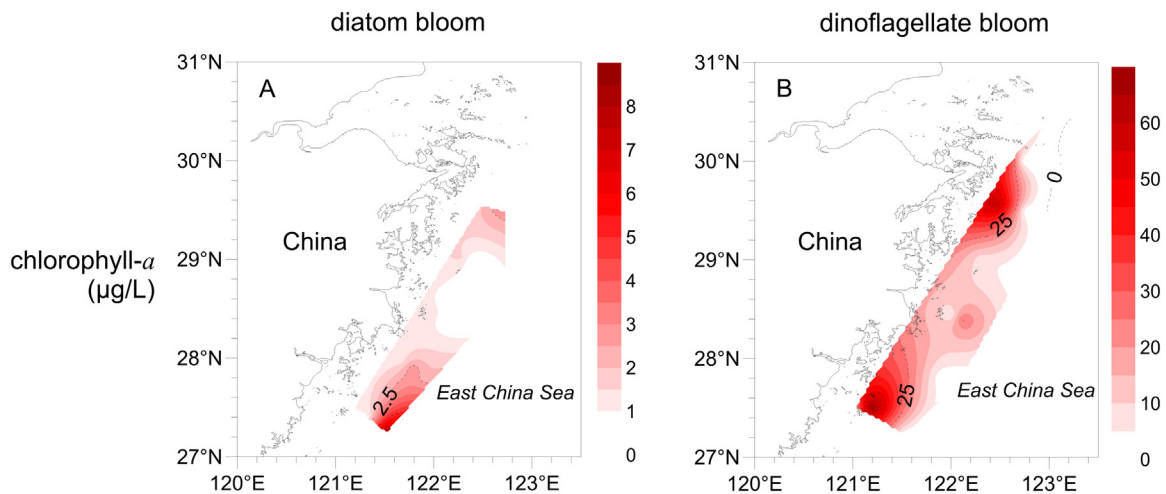 diatom bloom
dinoflagellate bloom
chlorophyll-a
(µg/L)
31°N
30°N
29°N
28°N
27°N
120°E
121°E
122°E
123°E
A
China
2.5
East China Sea
8
7
6
5
4
3
2
1
0
31°N
30°N
29°N
28°N
27°N
120°E
121°E
122°E
123°E
B
0
25
China
25
East China Sea
60
50
40
30
20
10
0